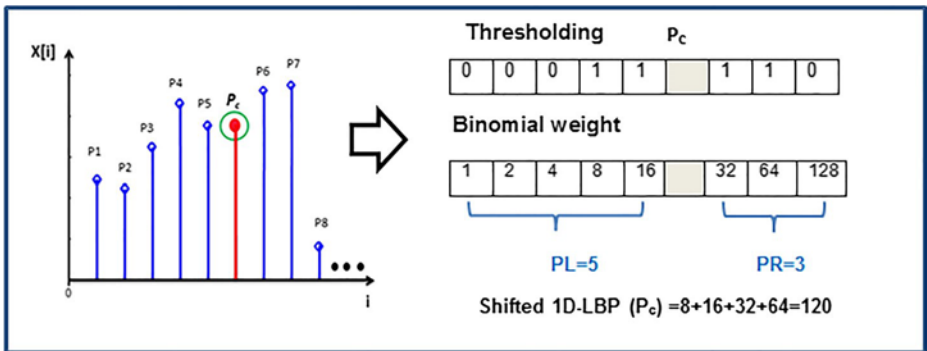 X[i]
P1
P2
P3
P4
P5
Pc
P6
P7
P8
•••
0
i
Thresholding Pc
0 0 0 1 1 1 1 0
Binomial weight
1 2 4 8 16 32 64 128
PL=5 PR=3
Shifted 1D-LBP (Pc) =8+16+32+64=120